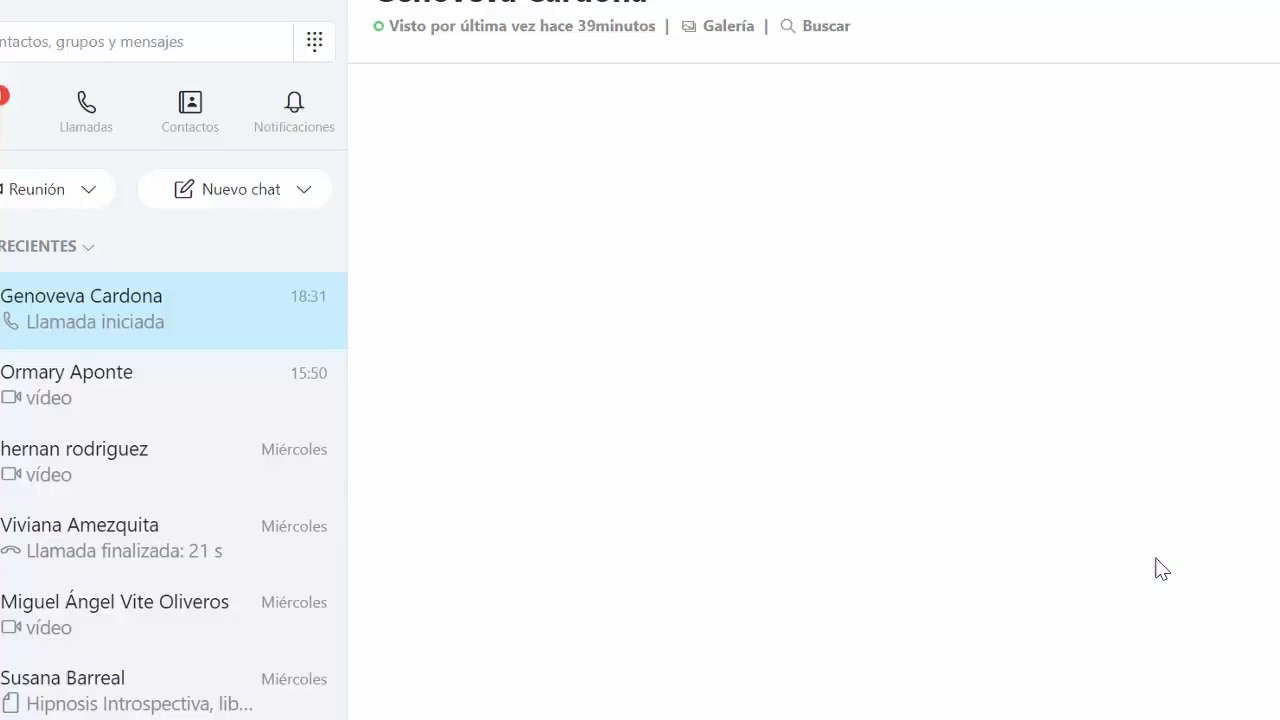 Genoveva Cardona
Visto por última vez hace 39minutos | Galería | Buscar
ntactos, grupos y mensajes
Llamadas
Contactos
Notificaciones
Reunión
Nuevo chat
RECIENTES
Genoveva Cardona 18:31
Llamada iniciada
Ormary Aponte 15:50
vídeo
hernan rodriguez Miércoles
vídeo
Viviana Amezquita Miércoles
Llamada finalizada: 21 s
Miguel Ángel Vite Oliveros Miércoles
vídeo
Susana Barreal Miércoles
Hipnosis Introspectiva, lib...